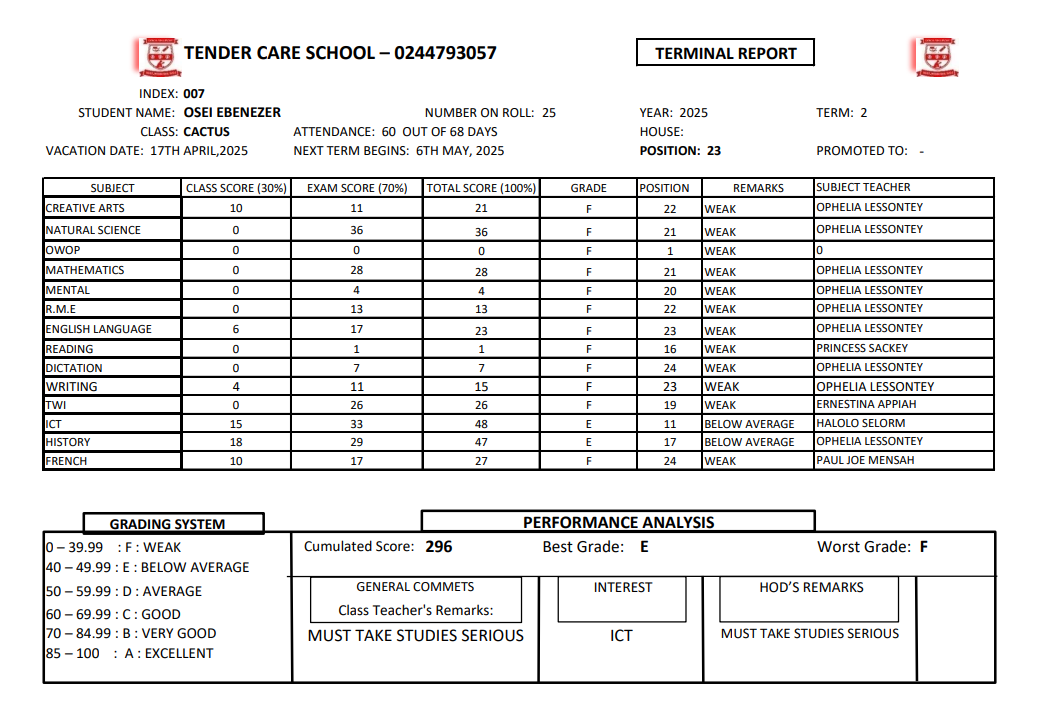 TENDER CARE SCHOOL – 0244793057
TERMINAL REPORT
INDEX: 007
STUDENT NAME: OSEI EBENEZER NUMBER ON ROLL: 25 YEAR: 2025 TERM: 2
CLASS: CACTUS ATTENDANCE: 60 OUT OF 68 DAYS HOUSE:
VACATION DATE: 17TH APRIL,2025 NEXT TERM BEGINS: 6TH MAY, 2025 POSITION: 23 PROMOTED TO: -
SUBJECT CLASS SCORE (30%) EXAM SCORE (70%) TOTAL SCORE (100%) GRADE POSITION REMARKS SUBJECT TEACHER
CREATIVE ARTS 10 11 21 F 22 WEAK OPHELIA LESSONTEY
NATURAL SCIENCE 0 36 36 F 21 WEAK OPHELIA LESSONTEY
OWOP 0 0 0 F 1 WEAK 0
MATHEMATICS 0 28 28 F 21 WEAK OPHELIA LESSONTEY
MENTAL 0 4 4 F 20 WEAK OPHELIA LESSONTEY
R.M.E 0 13 13 F 22 WEAK OPHELIA LESSONTEY
ENGLISH LANGUAGE 6 17 23 F 23 WEAK OPHELIA LESSONTEY
READING 0 1 1 F 16 WEAK PRINCESS SACKEY
DICTATION 0 7 7 F 24 WEAK OPHELIA LESSONTEY
WRITING 4 11 15 F 23 WEAK OPHELIA LESSONTEY
TWI 0 26 26 F 19 WEAK ERNESTINA APPIAH
ICT 15 33 48 E 11 BELOW AVERAGE HALOLO SELORM
HISTORY 18 29 47 E 17 BELOW AVERAGE OPHELIA LESSONTEY
FRENCH 10 17 27 F 24 WEAK PAUL JOE MENSAH
GRADING SYSTEM
0 – 39.99 : F : WEAK
40 – 49.99 : E : BELOW AVERAGE
50 – 59.99 : D : AVERAGE
60 – 69.99 : C : GOOD
70 – 84.99 : B : VERY GOOD
85 – 100 : A : EXCELLENT
PERFORMANCE ANALYSIS
Cumulated Score: 296 Best Grade: E Worst Grade: F
GENERAL COMMETS
Class Teacher's Remarks:
MUST TAKE STUDIES SERIOUS
INTEREST
ICT
HOD'S REMARKS
MUST TAKE STUDIES SERIOUS